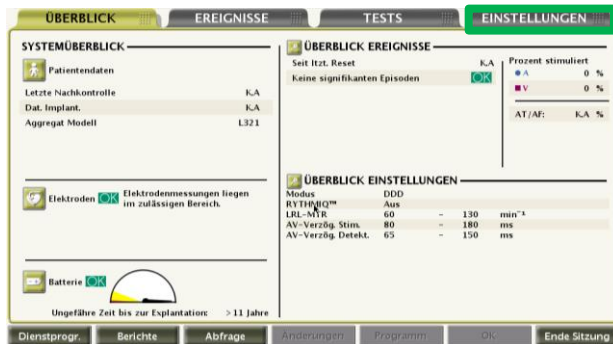 ÜBERBLICK EREIGNISSE TESTS EINSTELLUNGEN
SYSTEMÜBERBLICK
Patientendaten
Letzte Nachkontrolle K.A
Dat. Implant. K.A
Aggregat Modell L321
Elektroden OK Elektrodenmessungen liegen
im zulässigen Bereich.
Batterie OK
Ungefähre Zeit bis zur Explantation: > 11 Jahre
ÜBERBLICK EREIGNISSE
Seit ltzt. Reset K.A
Keine signifikanten Episoden OK
Prozent stimuliert
A 0 %
V 0 %
AT/AF: K.A %
ÜBERBLICK EINSTELLUNGEN
Modus DDD
RYTHMIQ™ Aus
LRL-MTR 60 - 130 min⁻¹
AV-Verzög. Stim. 80 - 180 ms
AV-Verzög. Detekt. 65 - 150 ms
Dienstprogr. Berichte Abfrage Änderungen Programm OK Ende Sitzung